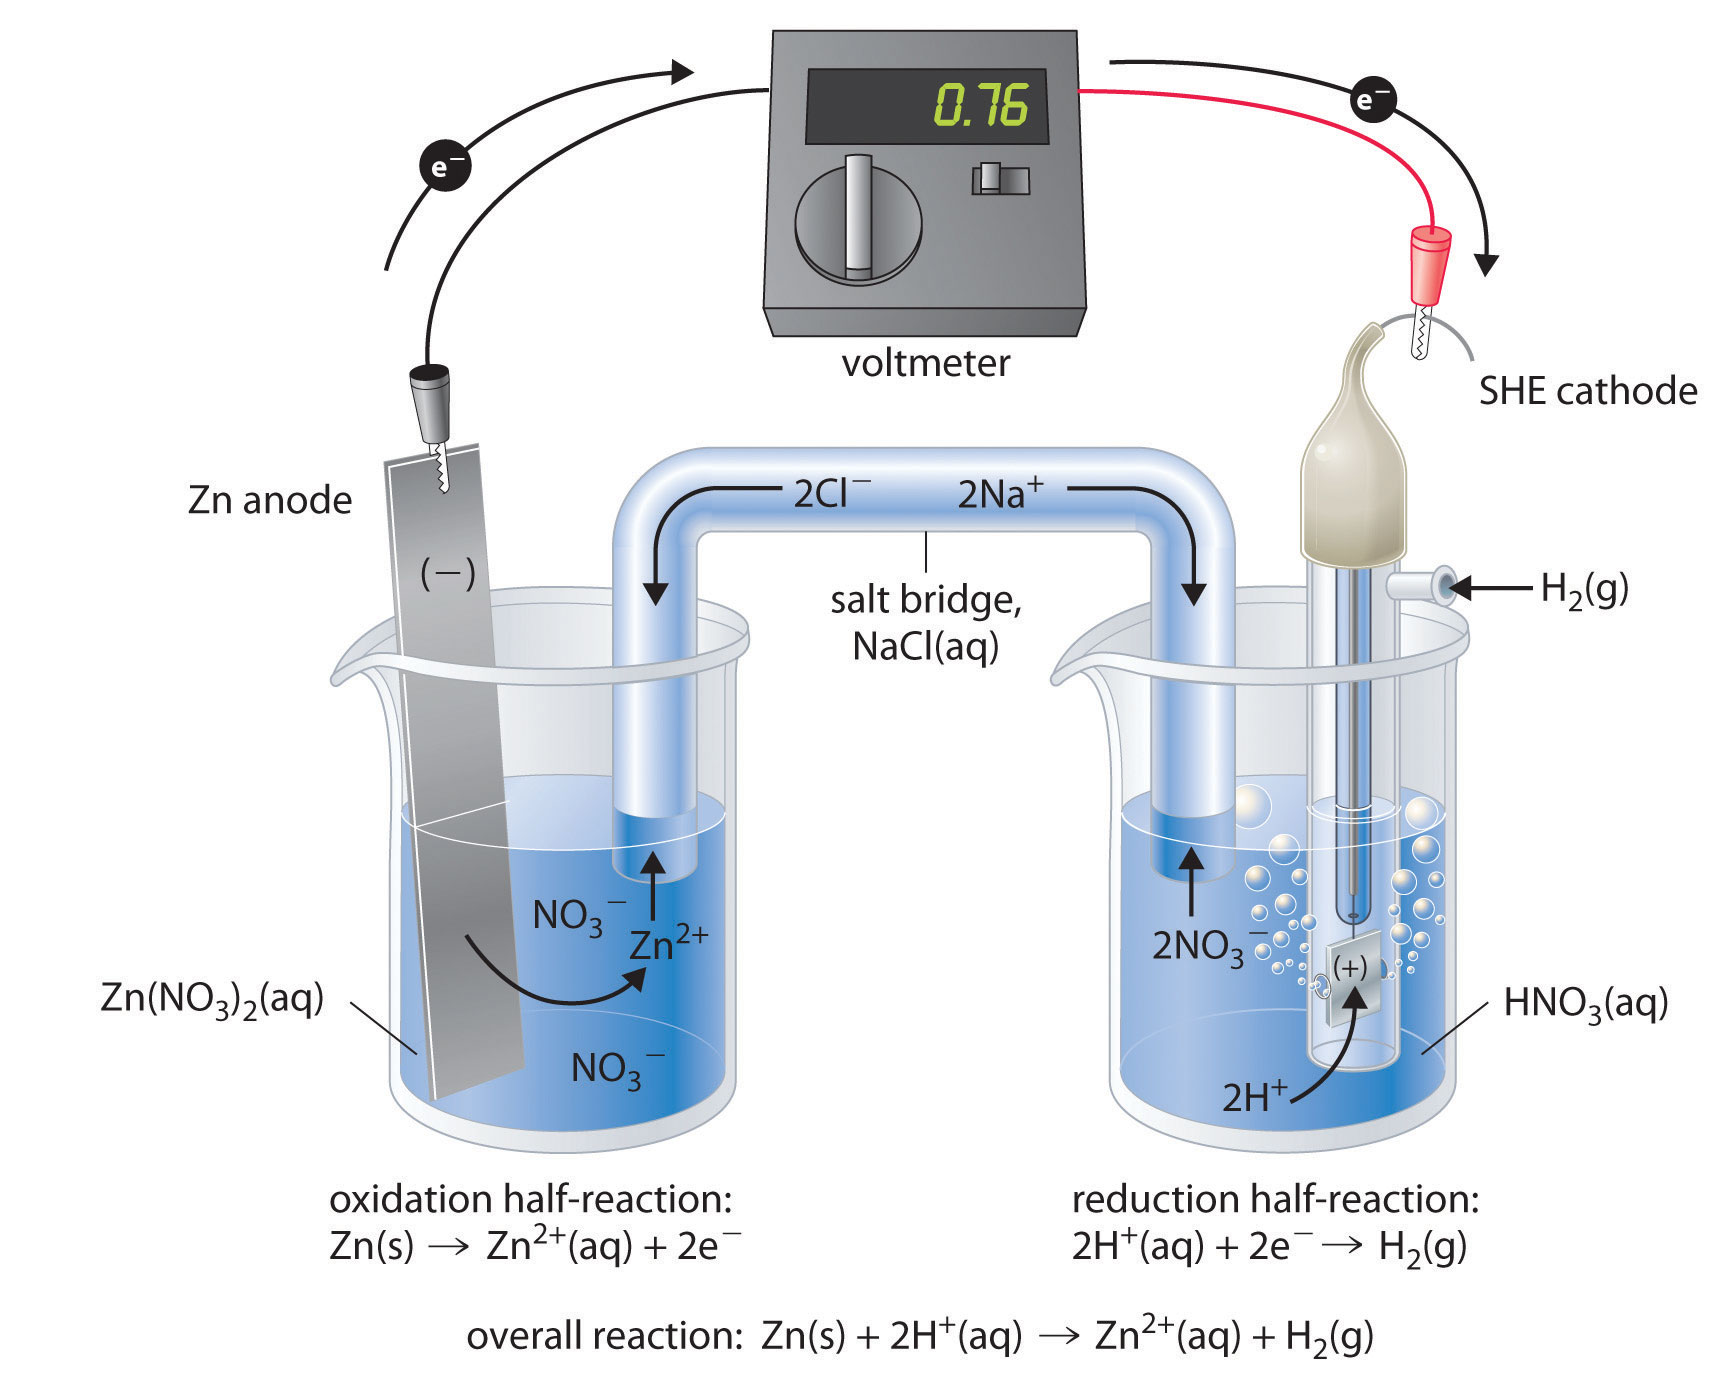 0.76
e⁻
e⁻
voltmeter
SHE cathode
Zn anode
2Cl⁻
2Na⁺
(−)
salt bridge,
NaCl(aq)
H₂(g)
NO₃⁻
Zn²⁺
2NO₃⁻
(+)
Zn(NO₃)₂(aq)
HNO₃(aq)
NO₃⁻
2H⁺
oxidation half-reaction:
Zn(s) → Zn²⁺(aq) + 2e⁻
reduction half-reaction:
2H⁺(aq) + 2e⁻ → H₂(g)
overall reaction: Zn(s) + 2H⁺(aq) → Zn²⁺(aq) + H₂(g)